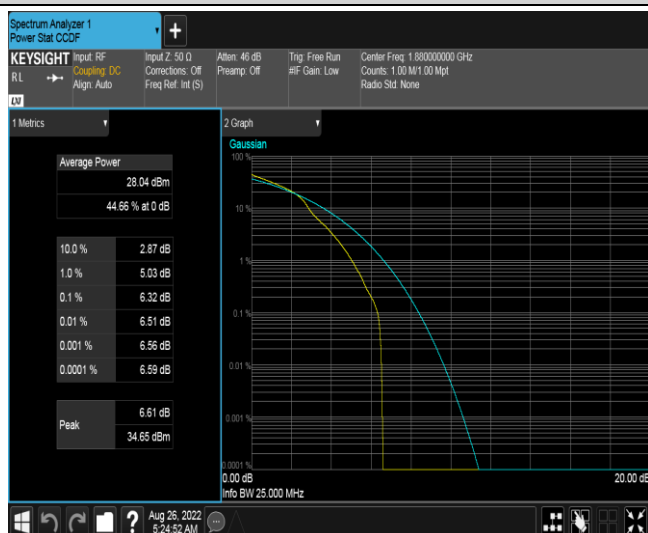 Spectrum Analyzer 1
Power Stat CCDF
KEYSIGHT
RL
LXI
Input: RF
Coupling: DC
Align: Auto
Input Z: 50 Ω
Corrections: Off
Freq Ref: Int (S)
Atten: 46 dB
Preamp: Off
Trig: Free Run
#IF Gain: Low
Center Freq: 1.880000000 GHz
Counts: 1.00 M/1.00 Mpt
Radio Std: None
1 Metrics
Average Power
28.04 dBm
44.66 % at 0 dB
10.0 % 2.87 dB
1.0 % 5.03 dB
0.1 % 6.32 dB
0.01 % 6.51 dB
0.001 % 6.56 dB
0.0001 % 6.59 dB
Peak
6.61 dB
34.65 dBm
2 Graph
Gaussian
100 %
10 %
1 %
0.1 %
0.01 %
0.001 %
0.0001 %
0.00 dB 20.00 dB
Info BW 25.000 MHz
Aug 26, 2022
5:24:52 AM